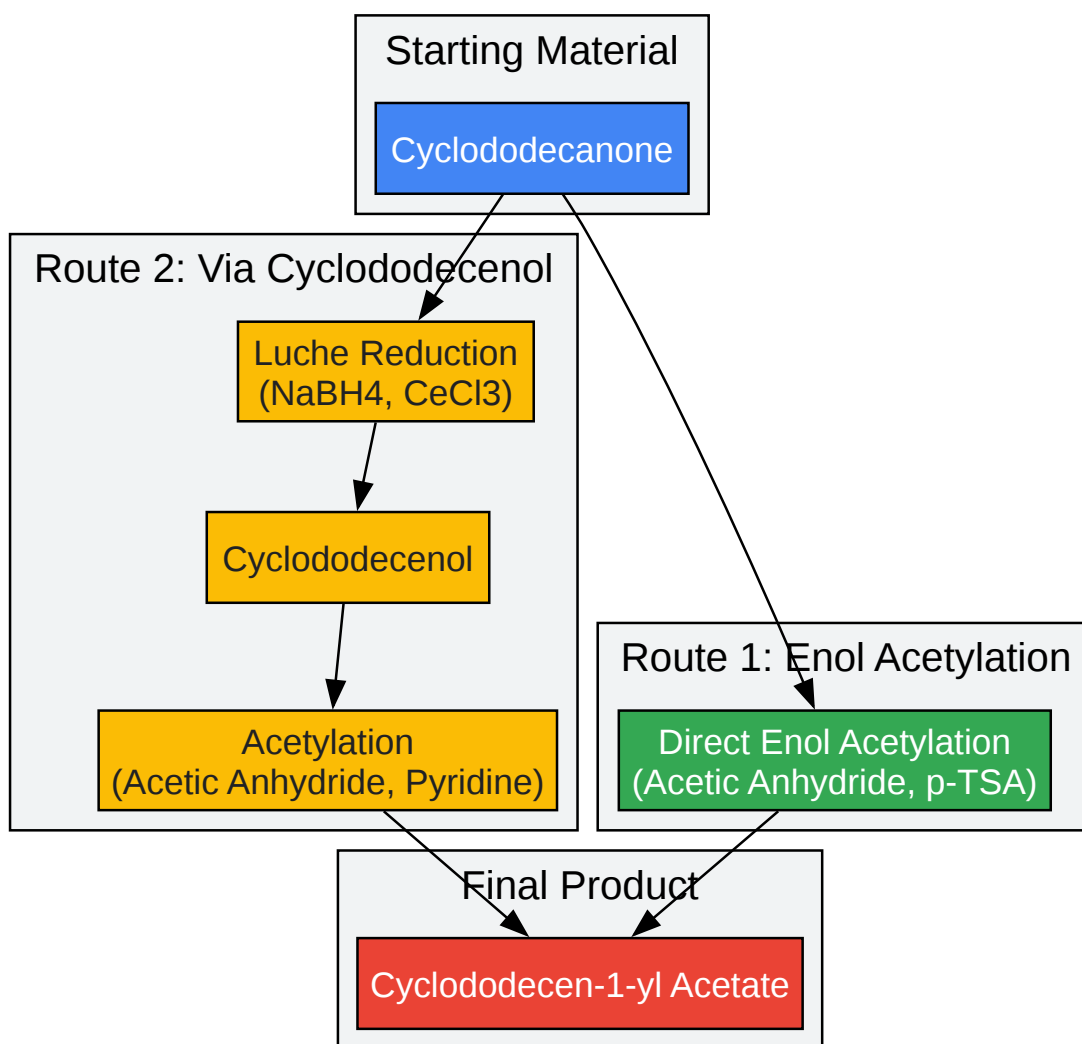 Starting Material
Cyclododecanone
Route 2: Via Cyclododecenol
Luche Reduction
(NaBH4, CeCl3)
Cyclododecenol
Acetylation
(Acetic Anhydride, Pyridine)
Route 1: Enol Acetylation
Direct Enol Acetylation
(Acetic Anhydride, p-TSA)
Final Product
Cyclododecen-1-yl Acetate